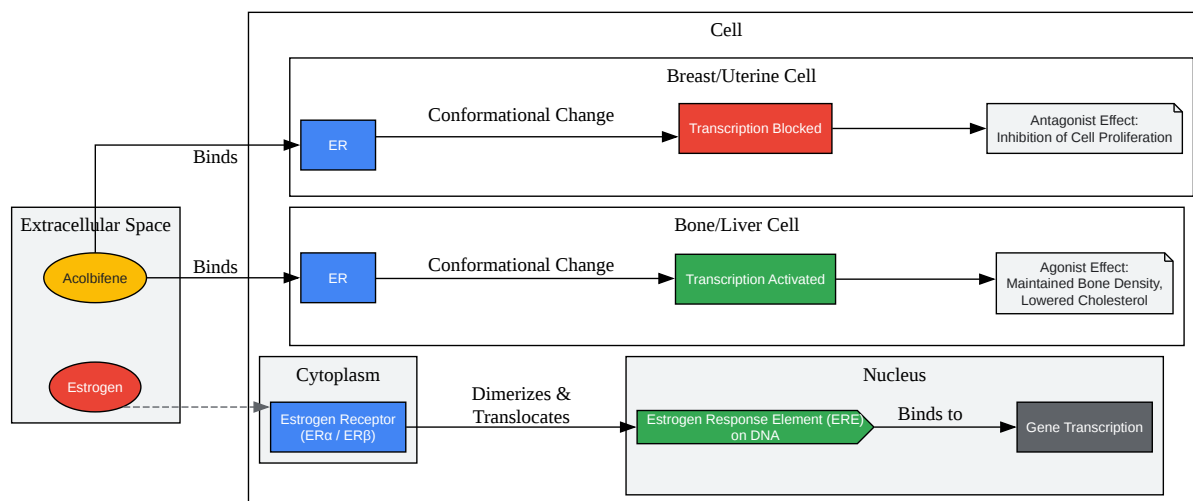 Cell
Breast/Uterine Cell
Binds
ER
Conformational Change
Transcription Blocked
Antagonist Effect:
Inhibition of Cell Proliferation
Extracellular Space
Acolbifene
Estrogen
Bone/Liver Cell
Binds
ER
Conformational Change
Transcription Activated
Agonist Effect:
Maintained Bone Density,
Lowered Cholesterol
Cytoplasm
Estrogen Receptor
(ERα / ERβ)
Dimerizes &
Translocates
Nucleus
Estrogen Response Element (ERE)
on DNA
Binds to
Gene Transcription